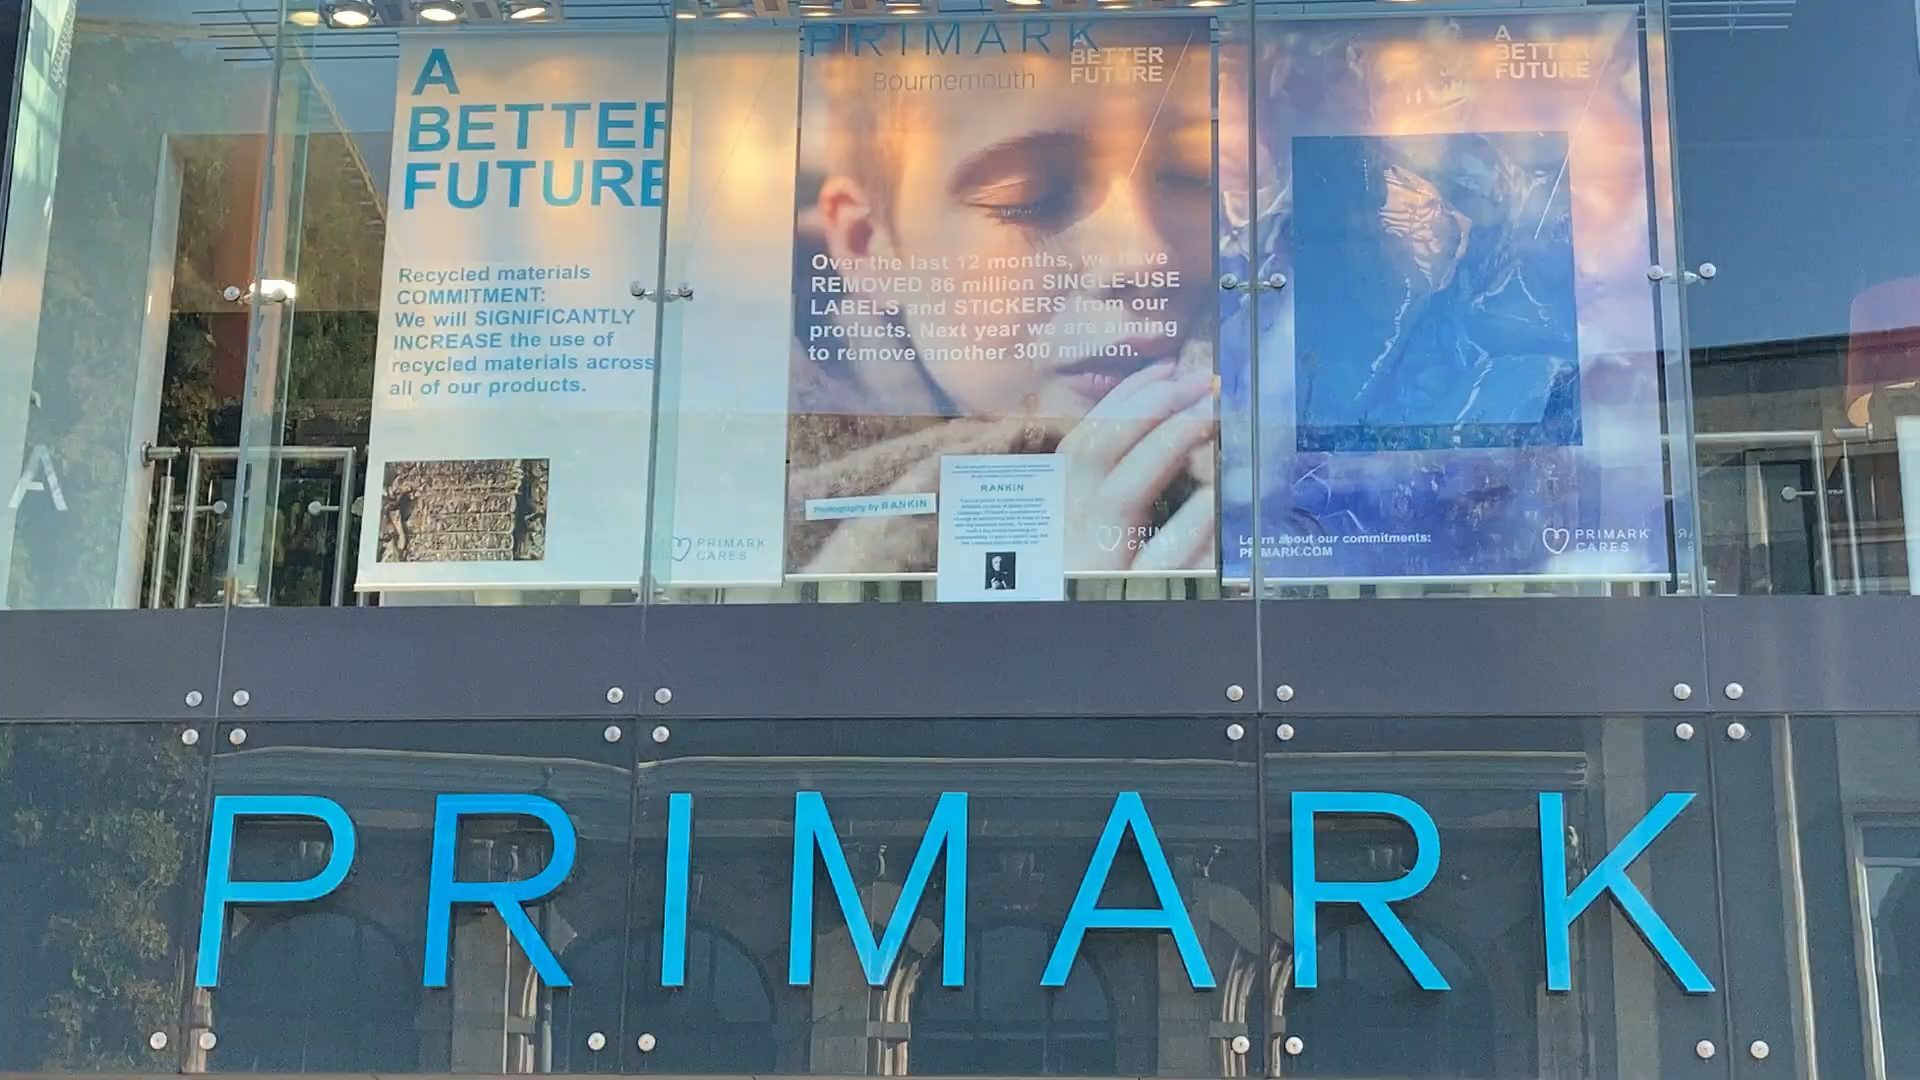 A
BETTER
FUTURE
Recycled materials
COMMITMENT:
We will SIGNIFICANTLY
INCREASE the use of
recycled materials across
all of our products.
PRIMARK
CARES
PRIMARK
Bournemouth
A
BETTER
FUTURE
Over the last 12 months, we have
REMOVED 86 million SINGLE-USE
LABELS and STICKERS from our
products. Next year we are aiming
to remove another 300 million.
Photography by RANKIN
RANKIN
PRIMARK
CARES
A
BETTER
FUTURE
Learn about our commitments:
PRIMARK.COM
PRIMARK
CARES
A
PRIMARK